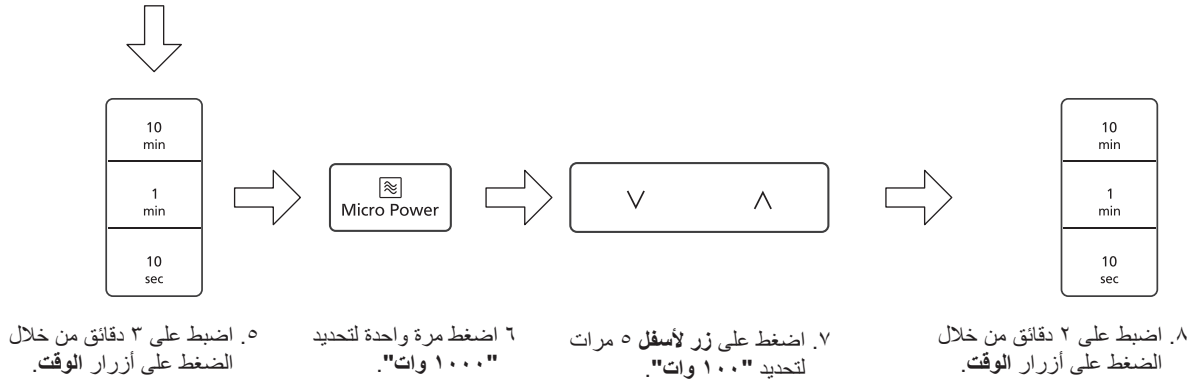 10
min
1
min
10
sec
Micro Power
10
min
1
min
10
sec
٥. اضبط على ٣ دقائق من خلال
الضغط على أزرار الوقت.
٦ اضغط مرة واحدة لتحديد
"١٠٠٠ وات".
٧. اضغط على زر لأسفل ٥ مرات
لتحديد "١٠٠ وات".
٨. اضبط على ٢ دقائق من خلال
الضغط على أزرار الوقت.